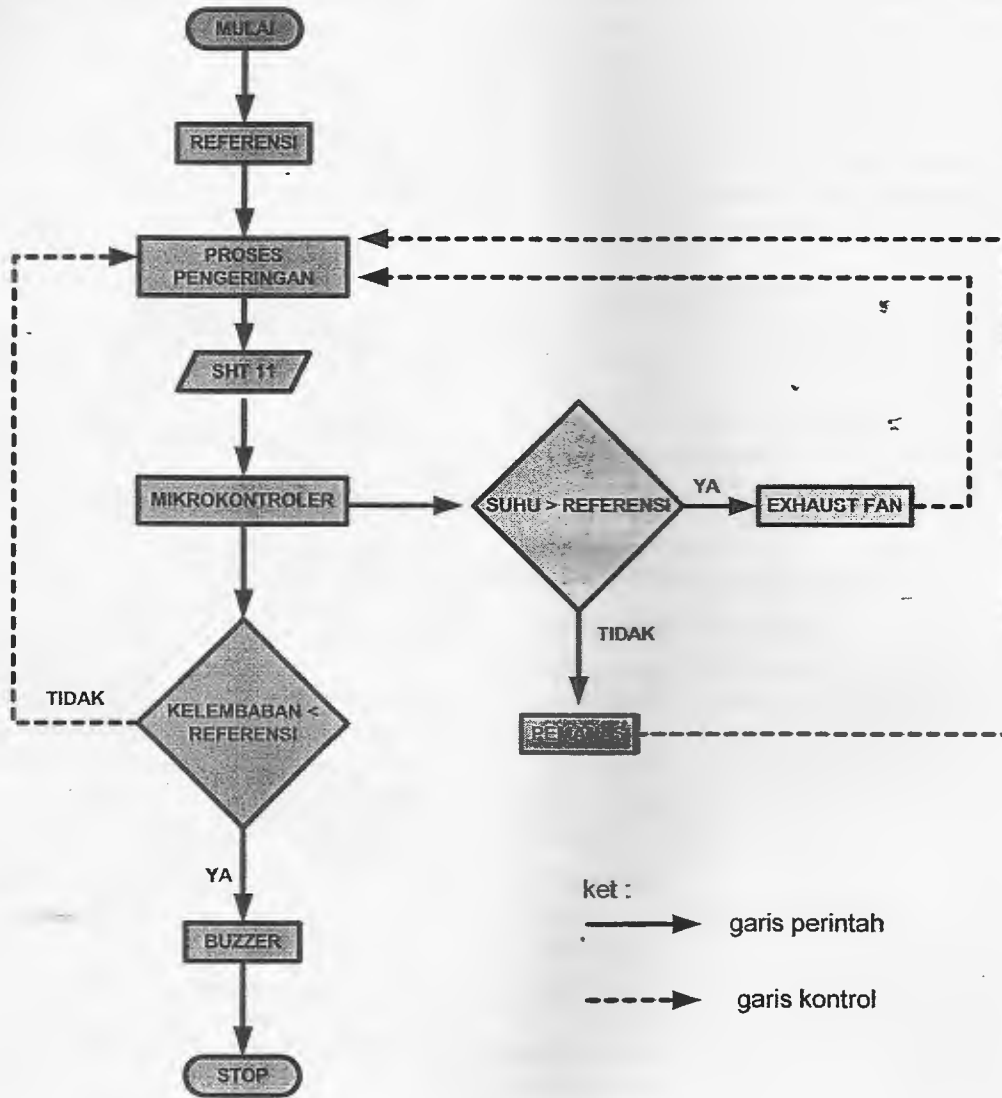 MULAI
REFERENSI
PROSES
PENGERINGAN
SHT 11
MIKROKONTROLER
SUHU > REFERENSI
YA
EXHAUST FAN
TIDAK
TIDAK
KELEMBABAN <
REFERENSI
YA
BUZZER
STOP
ket :
garis perintah
garis kontrol